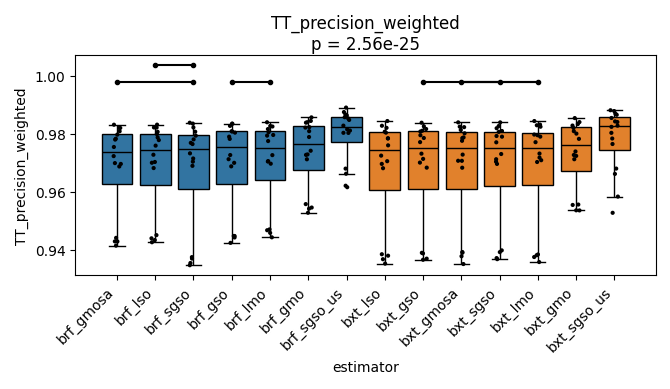 TT_precision_weighted
p = 2.56e-25
TT_precision_weighted
1.00
0.98
0.96
0.94
brf_gmosa
brf_lso
brf_sgso
brf_gso
brf_lmo
brf_gmo
brf_sgso_us
bxt_lso
bxt_gso
bxt_gmosa
bxt_sgso
bxt_lmo
bxt_gmo
bxt_sgso_us
estimator